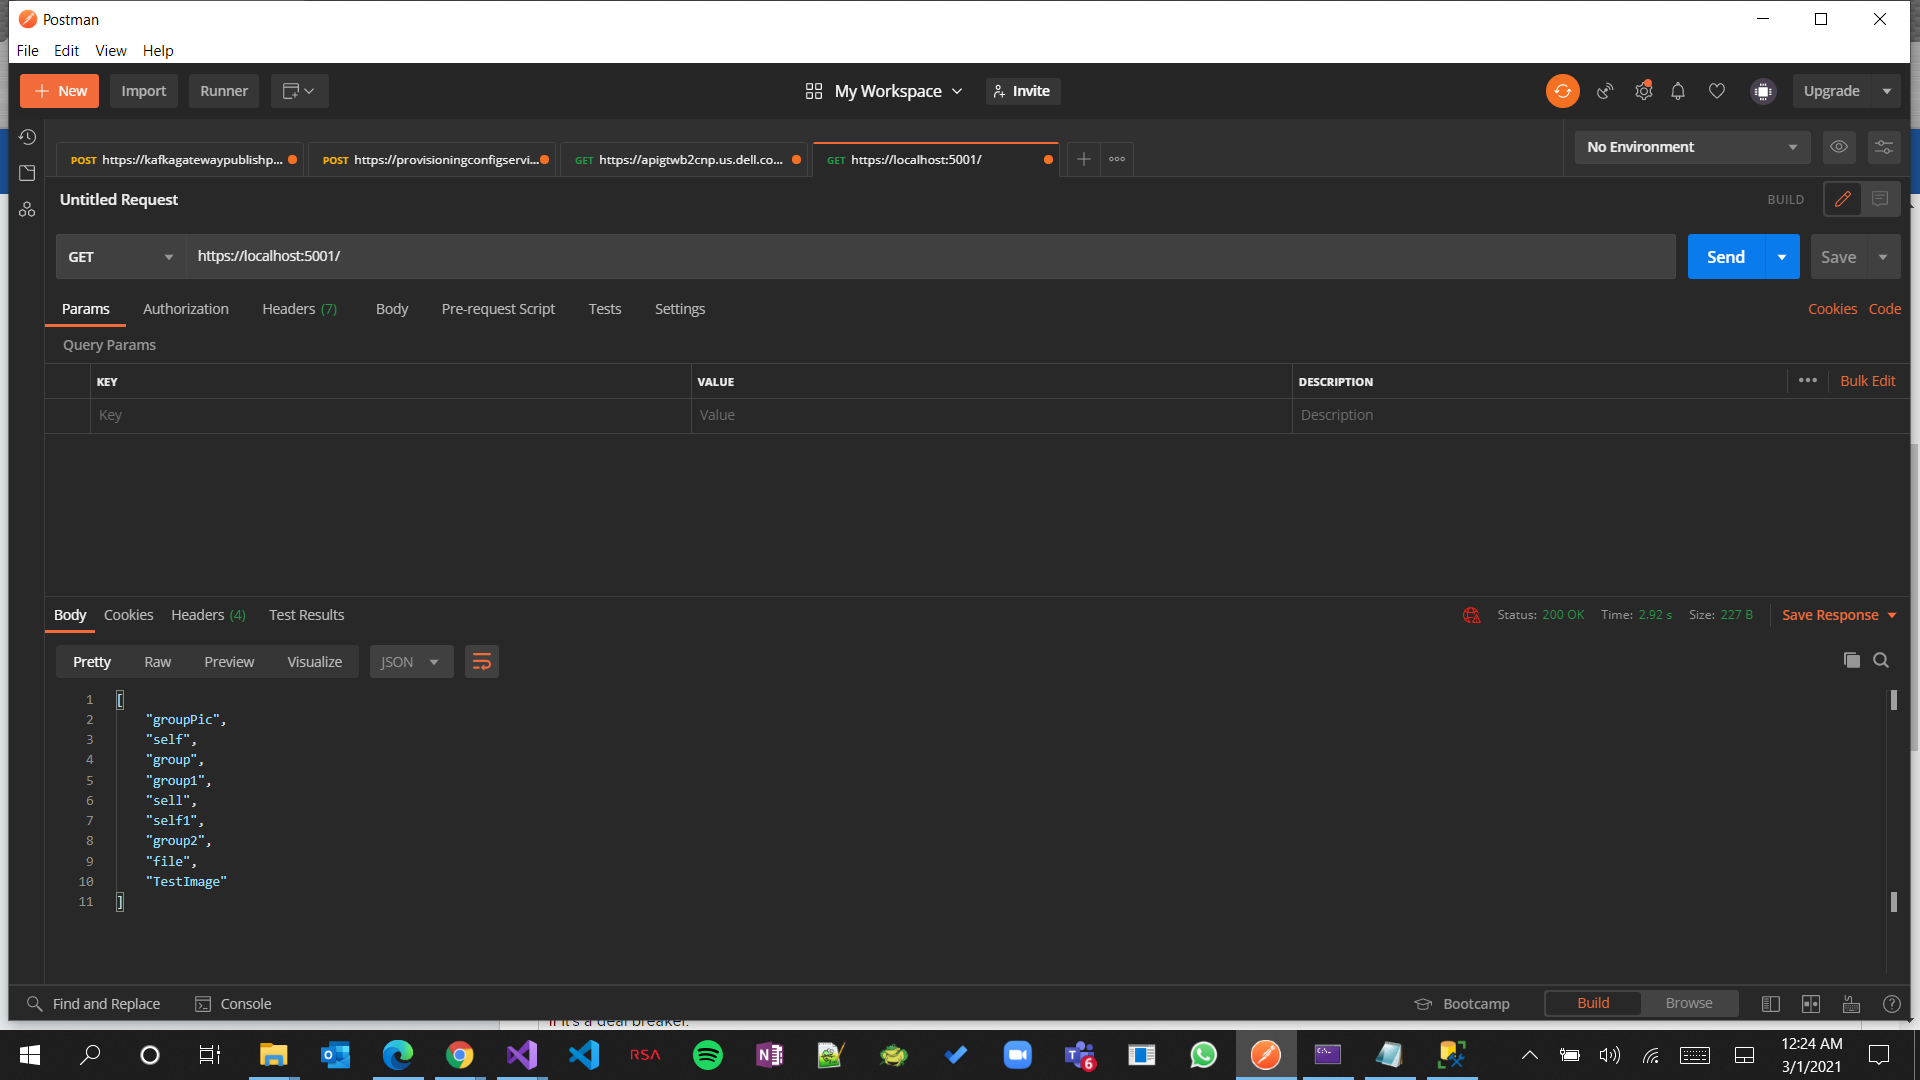 Postman
File Edit View Help
New Import Runner My Workspace Invite Upgrade
POST https://kafkagatewaypublishp... POST https://provisioningconfigservi... GET https://apigtwb2cnp.us.dell.co... GET https://localhost:5001/ No Environment
Untitled Request BUILD
GET https://localhost:5001/ Send Save
Params Authorization Headers (7) Body Pre-request Script Tests Settings Cookies Code
Query Params
KEY VALUE DESCRIPTION Bulk Edit
Key Value Description
Body Cookies Headers (4) Test Results Status: 200 OK Time: 2.92 s Size: 227 B Save Response
Pretty Raw Preview Visualize JSON
1 [
2 "groupPic",
3 "self",
4 "group",
5 "group1",
6 "sell",
7 "self1",
8 "group2",
9 "file",
10 "TestImage"
11 ]
Find and Replace Console Bootcamp Build Browse
if it's a deal breaker.
RSA 6 12:24 AM
3/1/2021